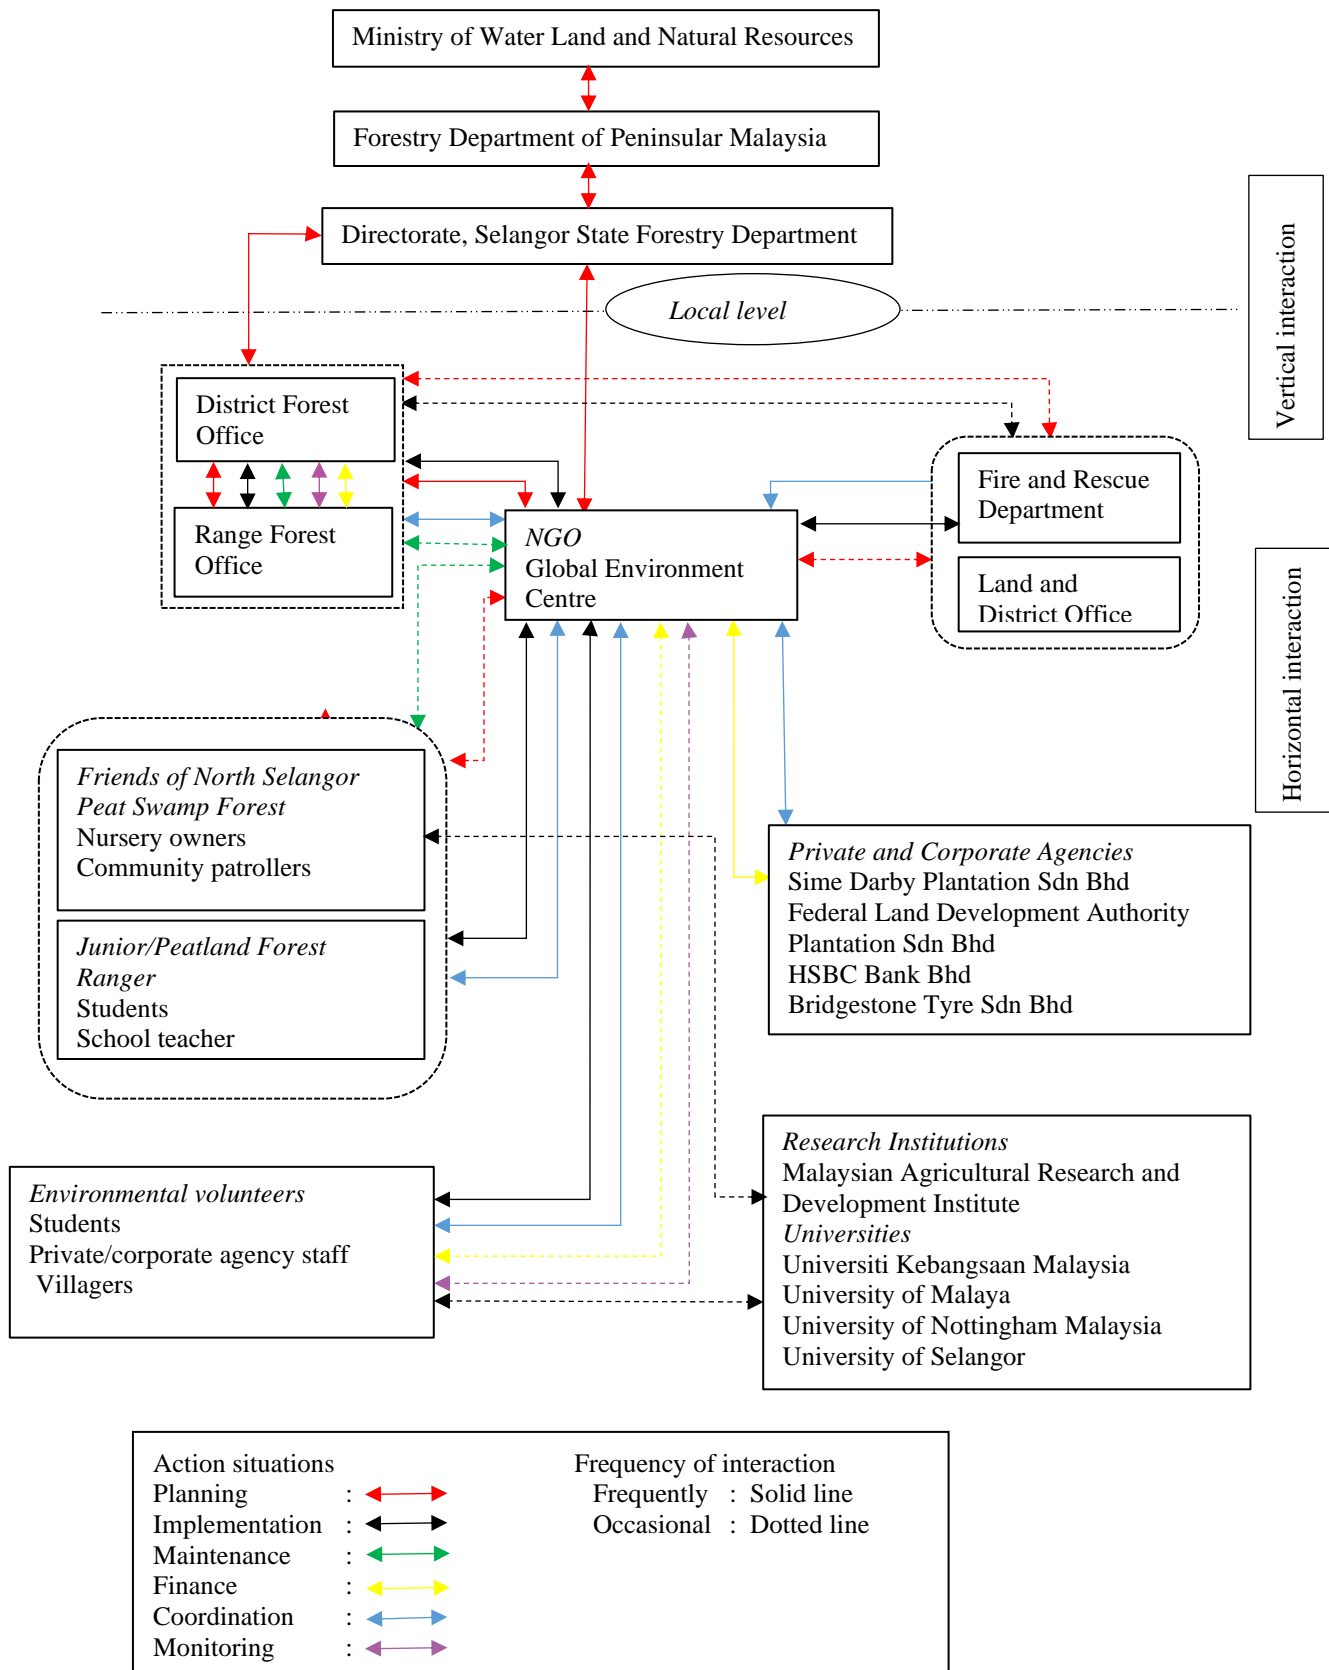 Ministry of Water Land and Natural Resources
Forestry Department of Peninsular Malaysia
Directorate, Selangor State Forestry Department
Local level
Vertical interaction
District Forest
Office
Range Forest
Office
NGO
Global Environment
Centre
Fire and Rescue
Department
Land and
District Office
Horizontal interaction
Friends of North Selangor
Peat Swamp Forest
Nursery owners
Community patrollers
Junior/Peatland Forest
Ranger
Students
School teacher
Private and Corporate Agencies
Sime Darby Plantation Sdn Bhd
Federal Land Development Authority
Plantation Sdn Bhd
HSBC Bank Bhd
Bridgestone Tyre Sdn Bhd
Environmental volunteers
Students
Private/corporate agency staff
Villagers
Research Institutions
Malaysian Agricultural Research and
Development Institute
Universities
Universiti Kebangsaan Malaysia
University of Malaya
University of Nottingham Malaysia
University of Selangor
Action situations
Planning :
Implementation :
Maintenance :
Finance :
Coordination :
Monitoring :
Frequency of interaction
Frequently : Solid line
Occasional : Dotted line